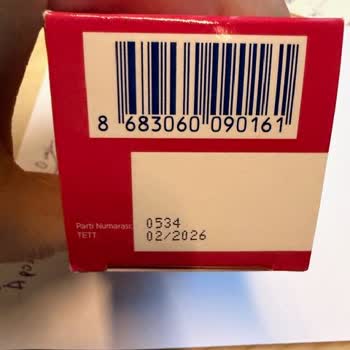 8 683060 090161
Parti Numarası: 0534
TETT 02/2026